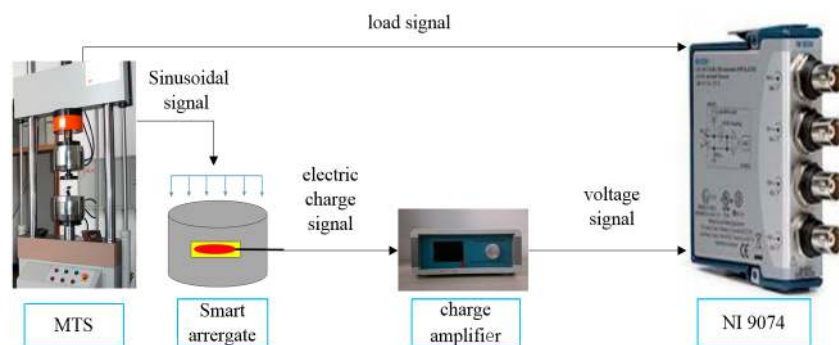 load signal
Sinusoidal
signal
electric
charge
signal
voltage
signal
MTS
Smart
arrergate
charge
amplifier
NI 9074